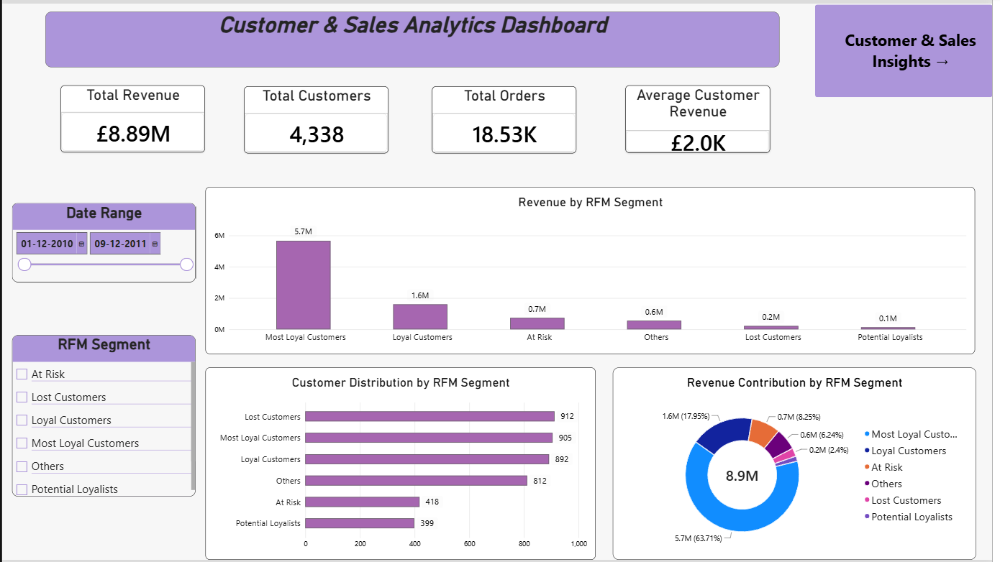 Customer & Sales Analytics Dashboard
Customer & Sales
Insights →
Total Revenue
£8.89M
Total Customers
4,338
Total Orders
18.53K
Average Customer
Revenue
£2.0K
Date Range
01-12-2010
09-12-2011
RFM Segment
At Risk
Lost Customers
Loyal Customers
Most Loyal Customers
Others
Potential Loyalists
Revenue by RFM Segment
6M
4M
2M
0M
5.7M
1.6M
0.7M
0.6M
0.2M
0.1M
Most Loyal Customers
Loyal Customers
At Risk
Others
Lost Customers
Potential Loyalists
Customer Distribution by RFM Segment
Lost Customers 912
Most Loyal Customers 905
Loyal Customers 892
Others 812
At Risk 418
Potential Loyalists 399
0 200 400 600 800 1,000
Revenue Contribution by RFM Segment
1.6M (17.95%)
0.7M (8.25%)
0.6M (6.24%)
0.2M (2.4%)
5.7M (63.71%)
8.9M
Most Loyal Custo...
Loyal Customers
At Risk
Others
Lost Customers
Potential Loyalists